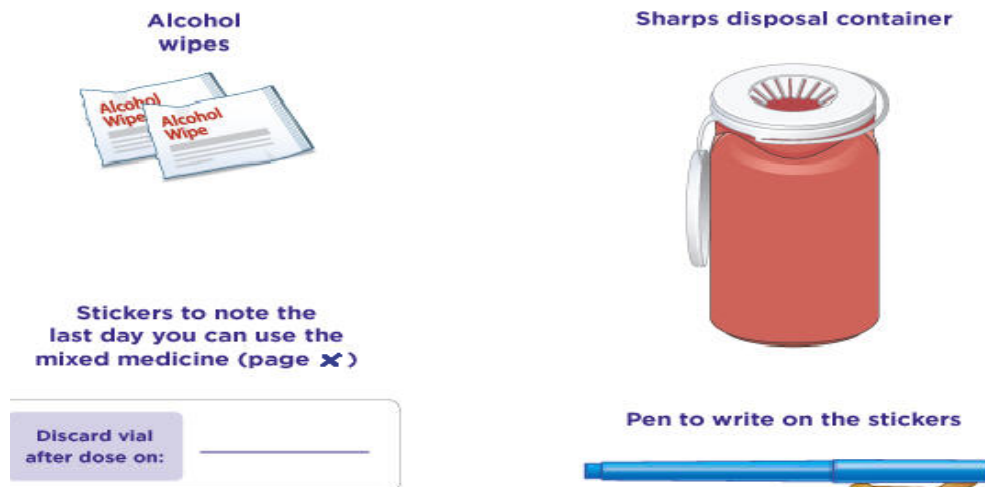 Alcohol
wipes
Alcohol
Wipe
Alcohol
Wipe
Sharps disposal container
Stickers to note the
last day you can use the
mixed medicine (page x)
Discard vial
after dose on:
Pen to write on the stickers